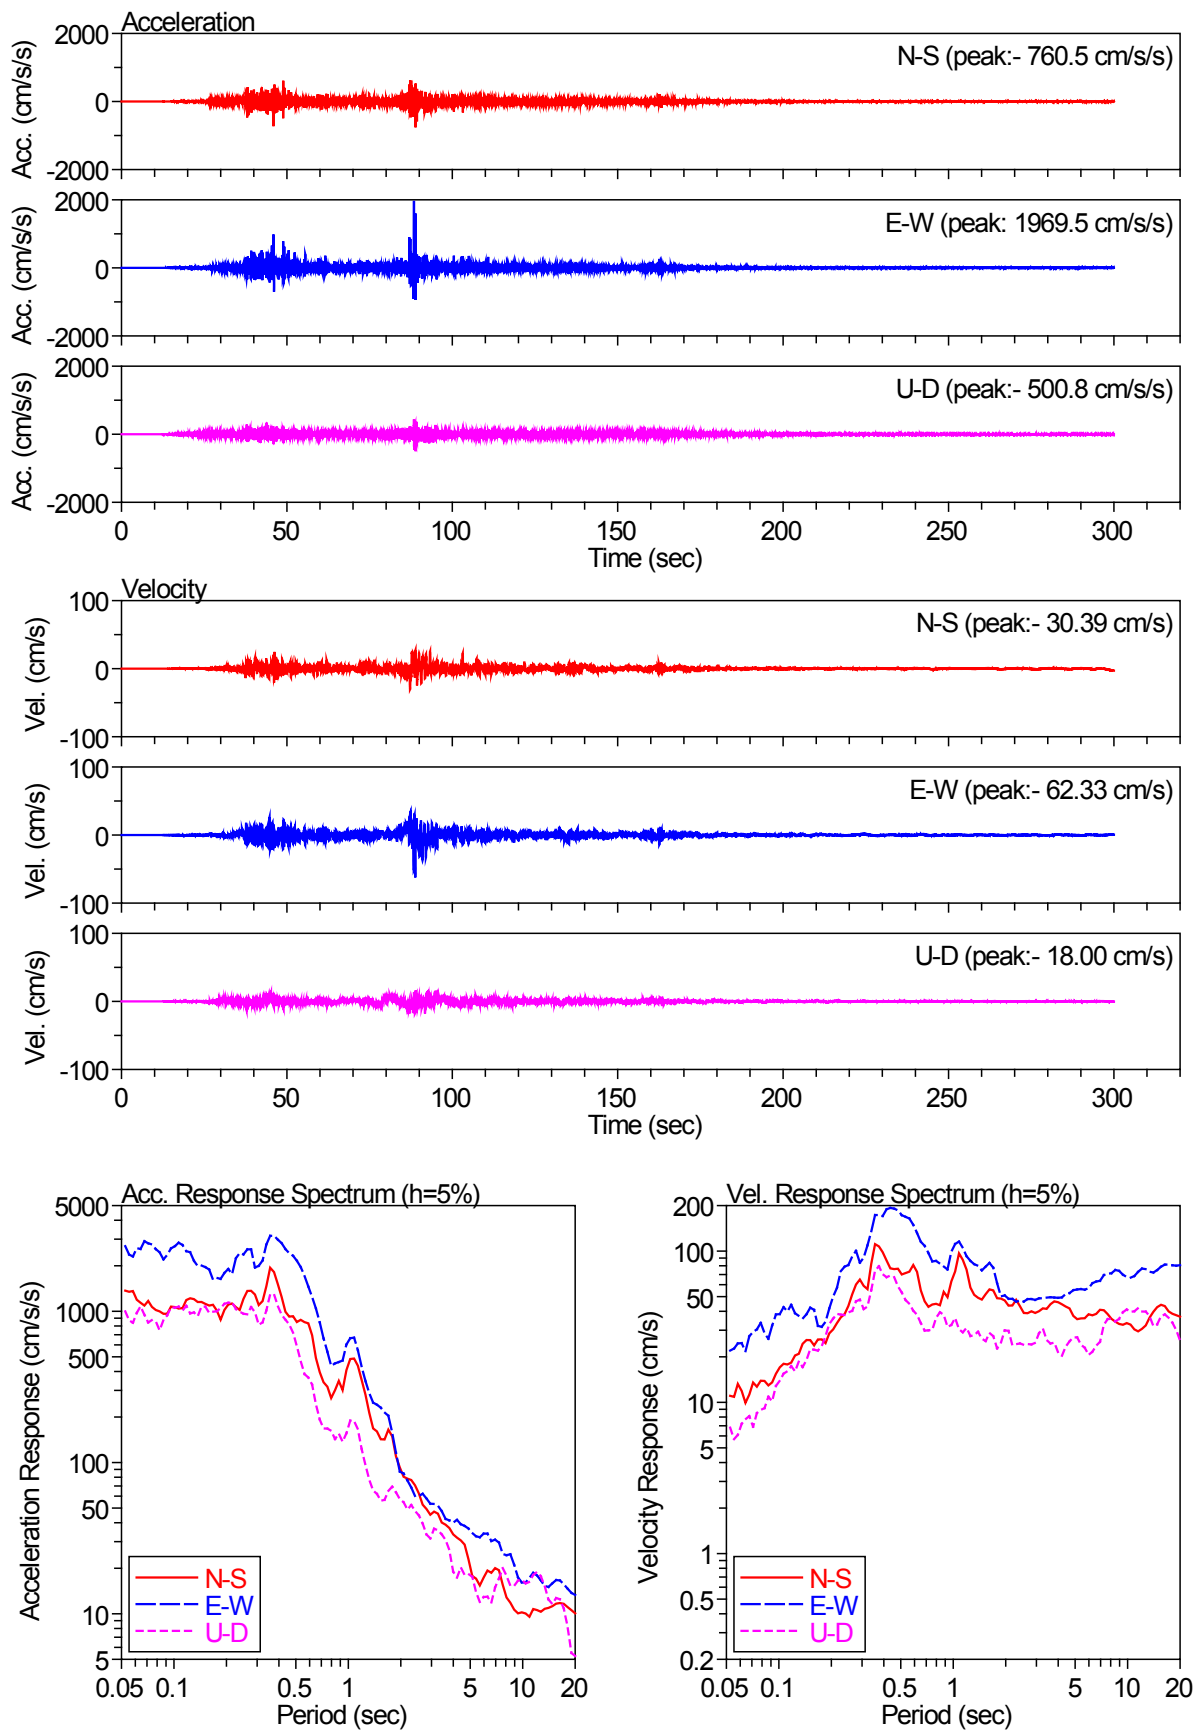 Acceleration
2000
0
-2000
Acc. (cm/s/s)
N-S (peak:- 760.5 cm/s/s)
2000
0
-2000
Acc. (cm/s/s)
E-W (peak: 1969.5 cm/s/s)
2000
0
-2000
Acc. (cm/s/s)
U-D (peak:- 500.8 cm/s/s)
0 50 100 150 200 250 300
Time (sec)
Velocity
100
0
-100
Vel. (cm/s)
N-S (peak:- 30.39 cm/s)
100
0
-100
Vel. (cm/s)
E-W (peak:- 62.33 cm/s)
100
0
-100
Vel. (cm/s)
U-D (peak:- 18.00 cm/s)
0 50 100 150 200 250 300
Time (sec)
Acc. Response Spectrum (h=5%)
5000
1000
500
100
50
10
5
Acceleration Response (cm/s/s)
N-S
E-W
U-D
0.05 0.1 0.5 1 5 10 20
Period (sec)
Vel. Response Spectrum (h=5%)
200
100
50
10
5
1
0.5
0.2
Velocity Response (cm/s)
N-S
E-W
U-D
0.05 0.1 0.5 1 5 10 20
Period (sec)